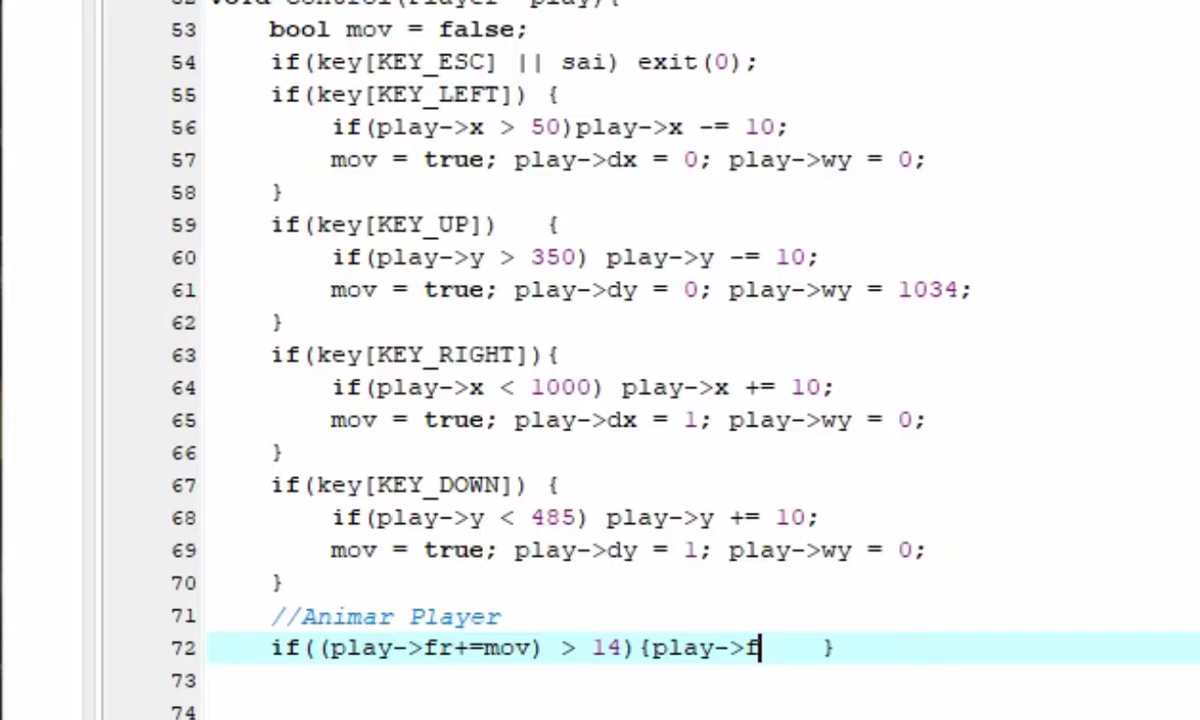 52 void control(Player *play){
53 bool mov = false;
54 if(key[KEY_ESC] || sai) exit(0);
55 if(key[KEY_LEFT]) {
56 if(play->x > 50)play->x -= 10;
57 mov = true; play->dx = 0; play->wy = 0;
58 }
59 if(key[KEY_UP]) {
60 if(play->y > 350) play->y -= 10;
61 mov = true; play->dy = 0; play->wy = 1034;
62 }
63 if(key[KEY_RIGHT]){
64 if(play->x < 1000) play->x += 10;
65 mov = true; play->dx = 1; play->wy = 0;
66 }
67 if(key[KEY_DOWN]) {
68 if(play->y < 485) play->y += 10;
69 mov = true; play->dy = 1; play->wy = 0;
70 }
71 //Animar Player
72 if((play->fr+=mov) > 14){play->f }
73
74